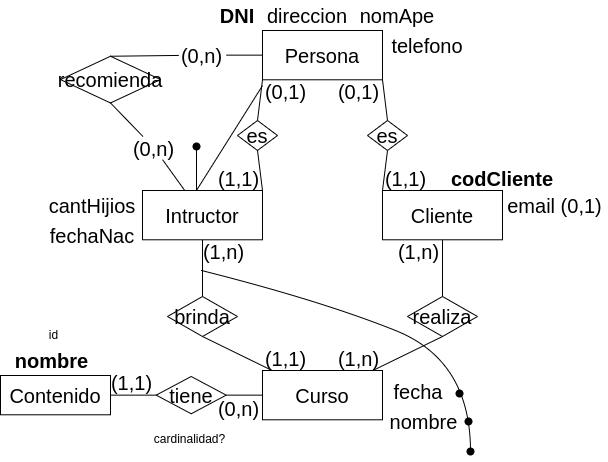 DNI direccion nomApe
Persona
telefono
(0,n)
recomienda
(0,1)
(0,1)
es
es
(0,n)
(1,1)
(1,1)
codCliente
cantHijios
Intructor
Cliente
email (0,1)
fechaNac
(1,n)
(1,n)
brinda
realiza
id
nombre
(1,1)
(1,n)
(1,1)
Contenido
tiene
Curso
fecha
(0,n)
nombre
cardinalidad?